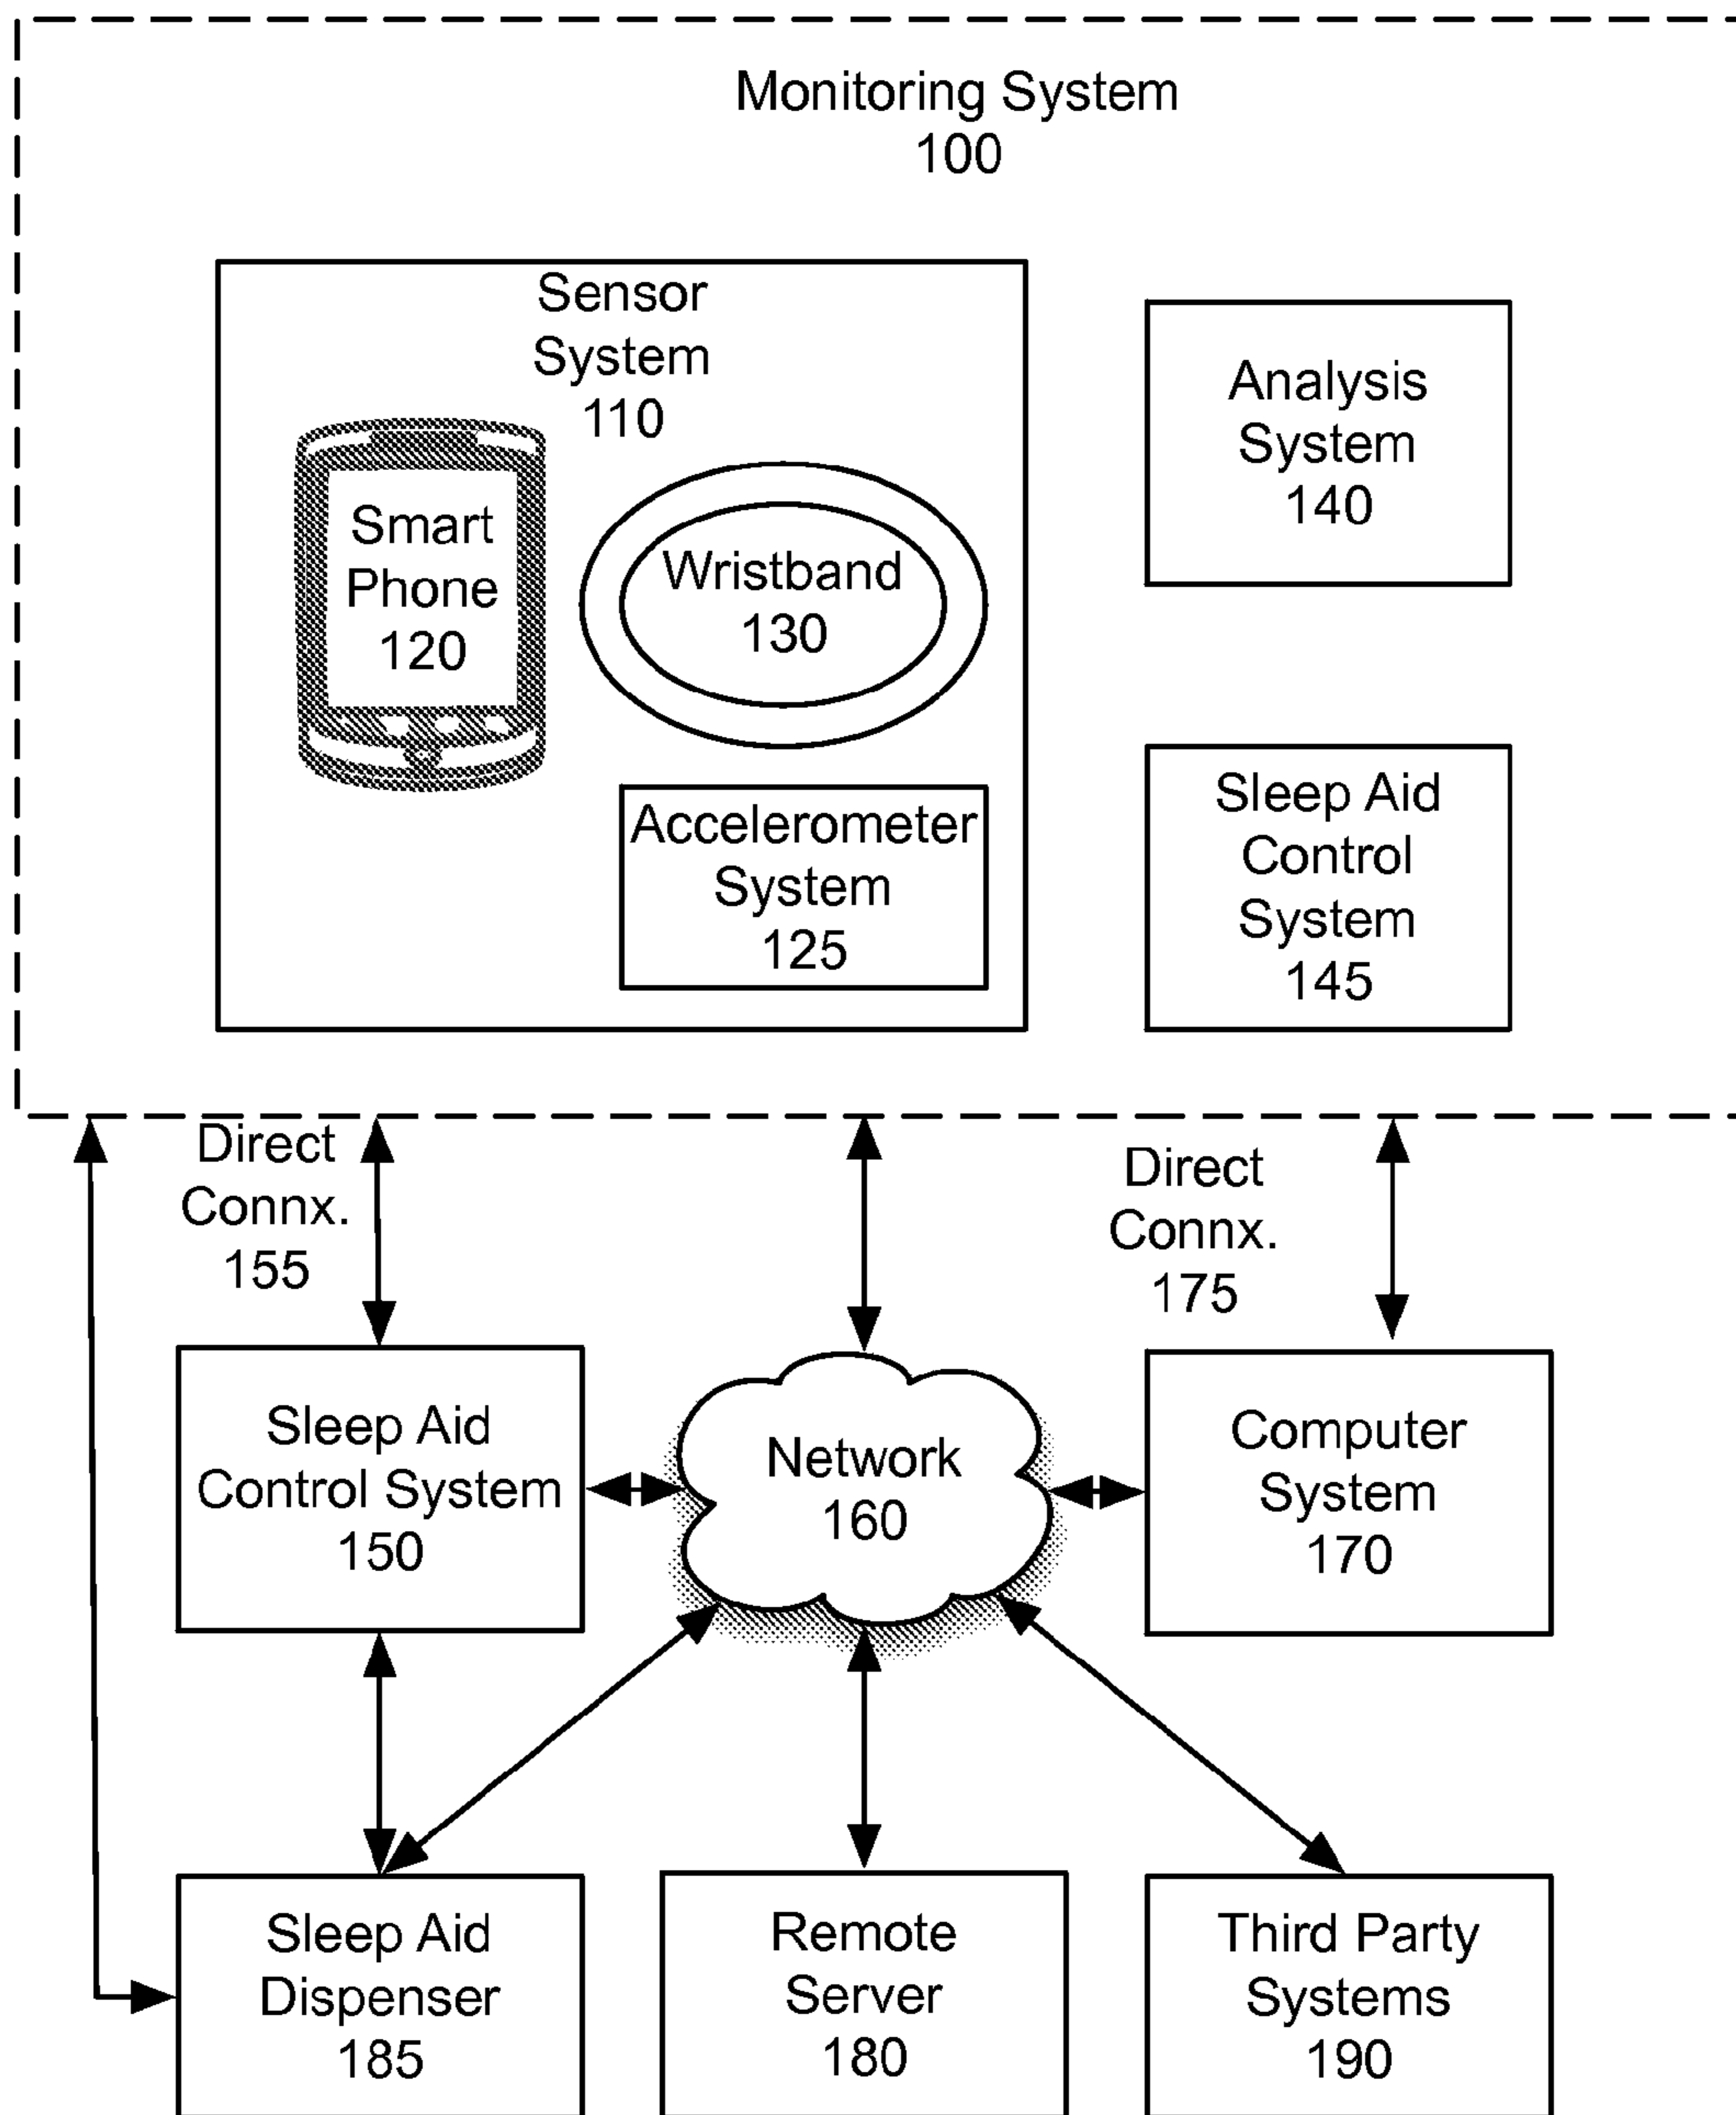 Monitoring System
100
Sensor
System
110
Smart
Phone
120
Wristband
130
Accelerometer
System
125
Analysis
System
140
Sleep Aid
Control
System
145
Direct
Connx.
155
Direct
Connx.
175
Sleep Aid
Control System
150
Network
160
Computer
System
170
Sleep Aid
Dispenser
185
Remote
Server
180
Third Party
Systems
190